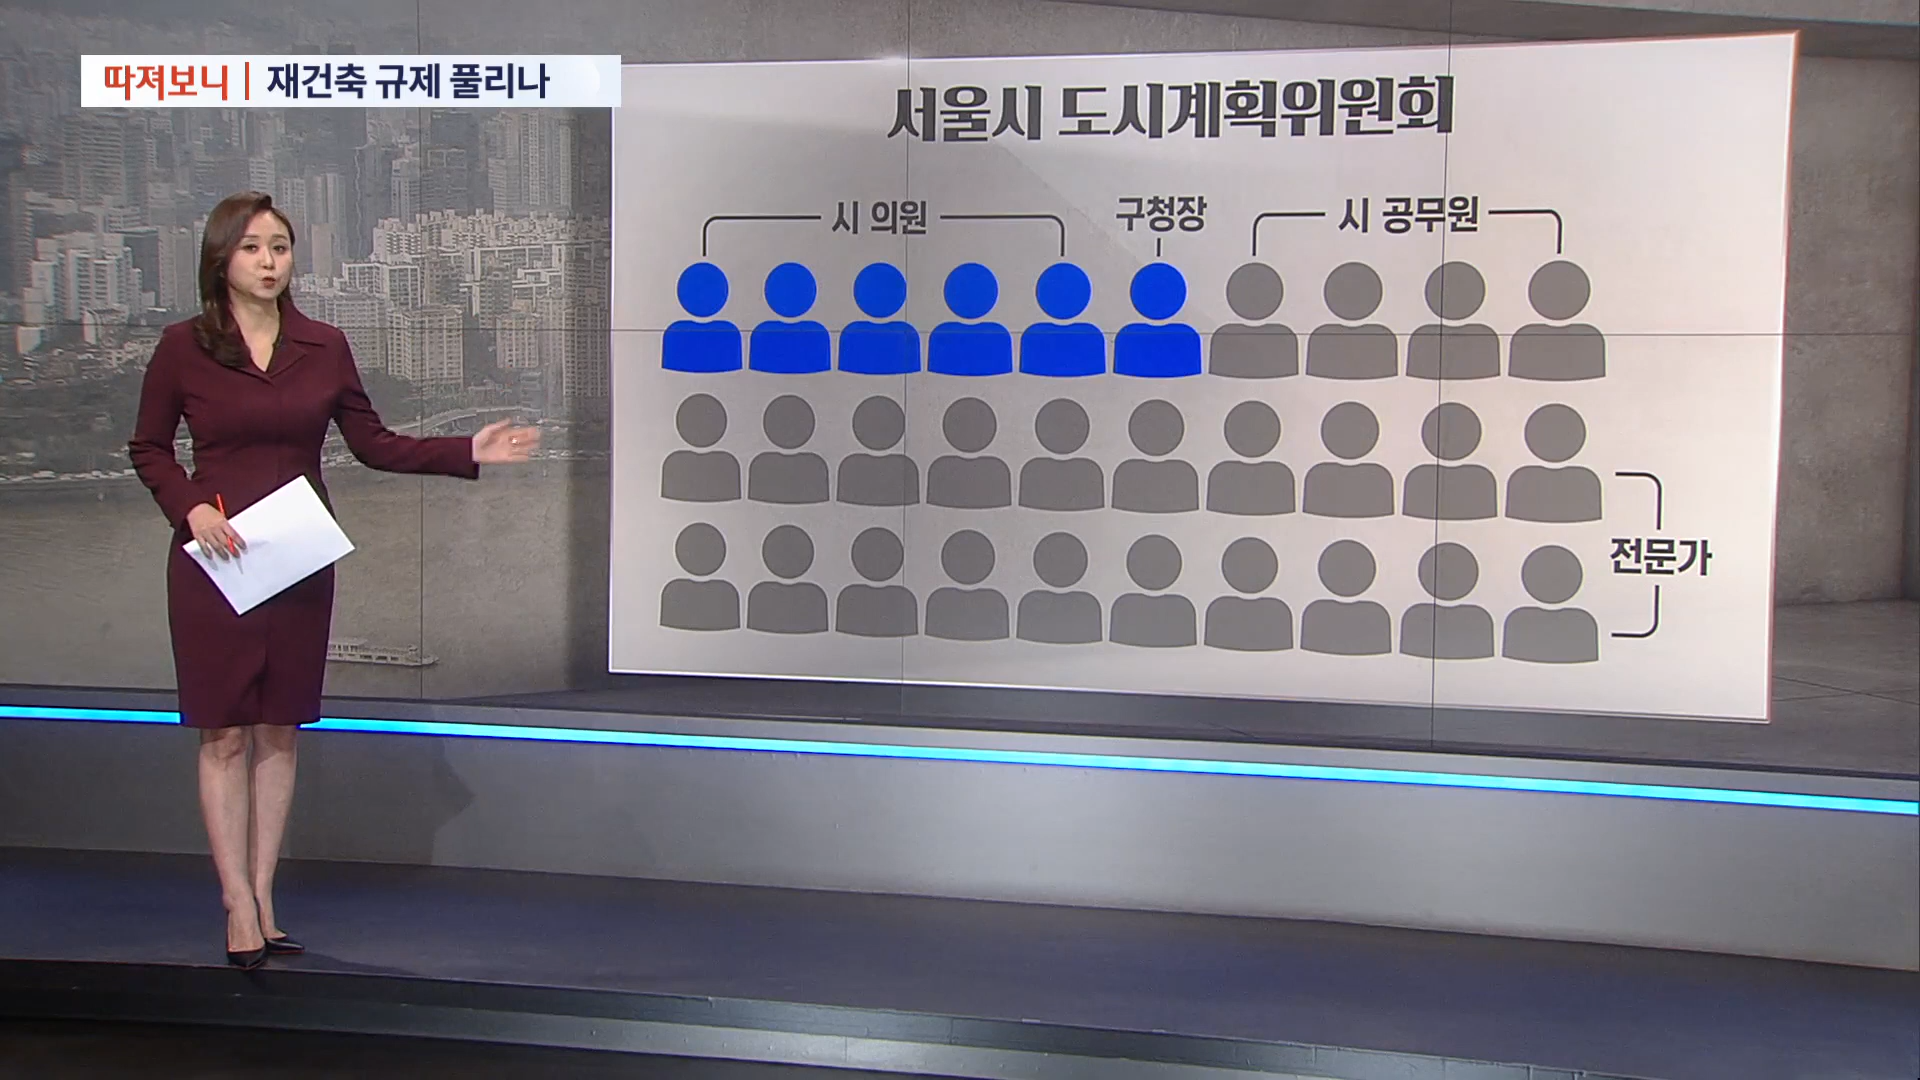 따져보니 | 재건축 규제 풀리나
서울시 도시계획위원회
시 의원
구청장
시 공무원
전문가